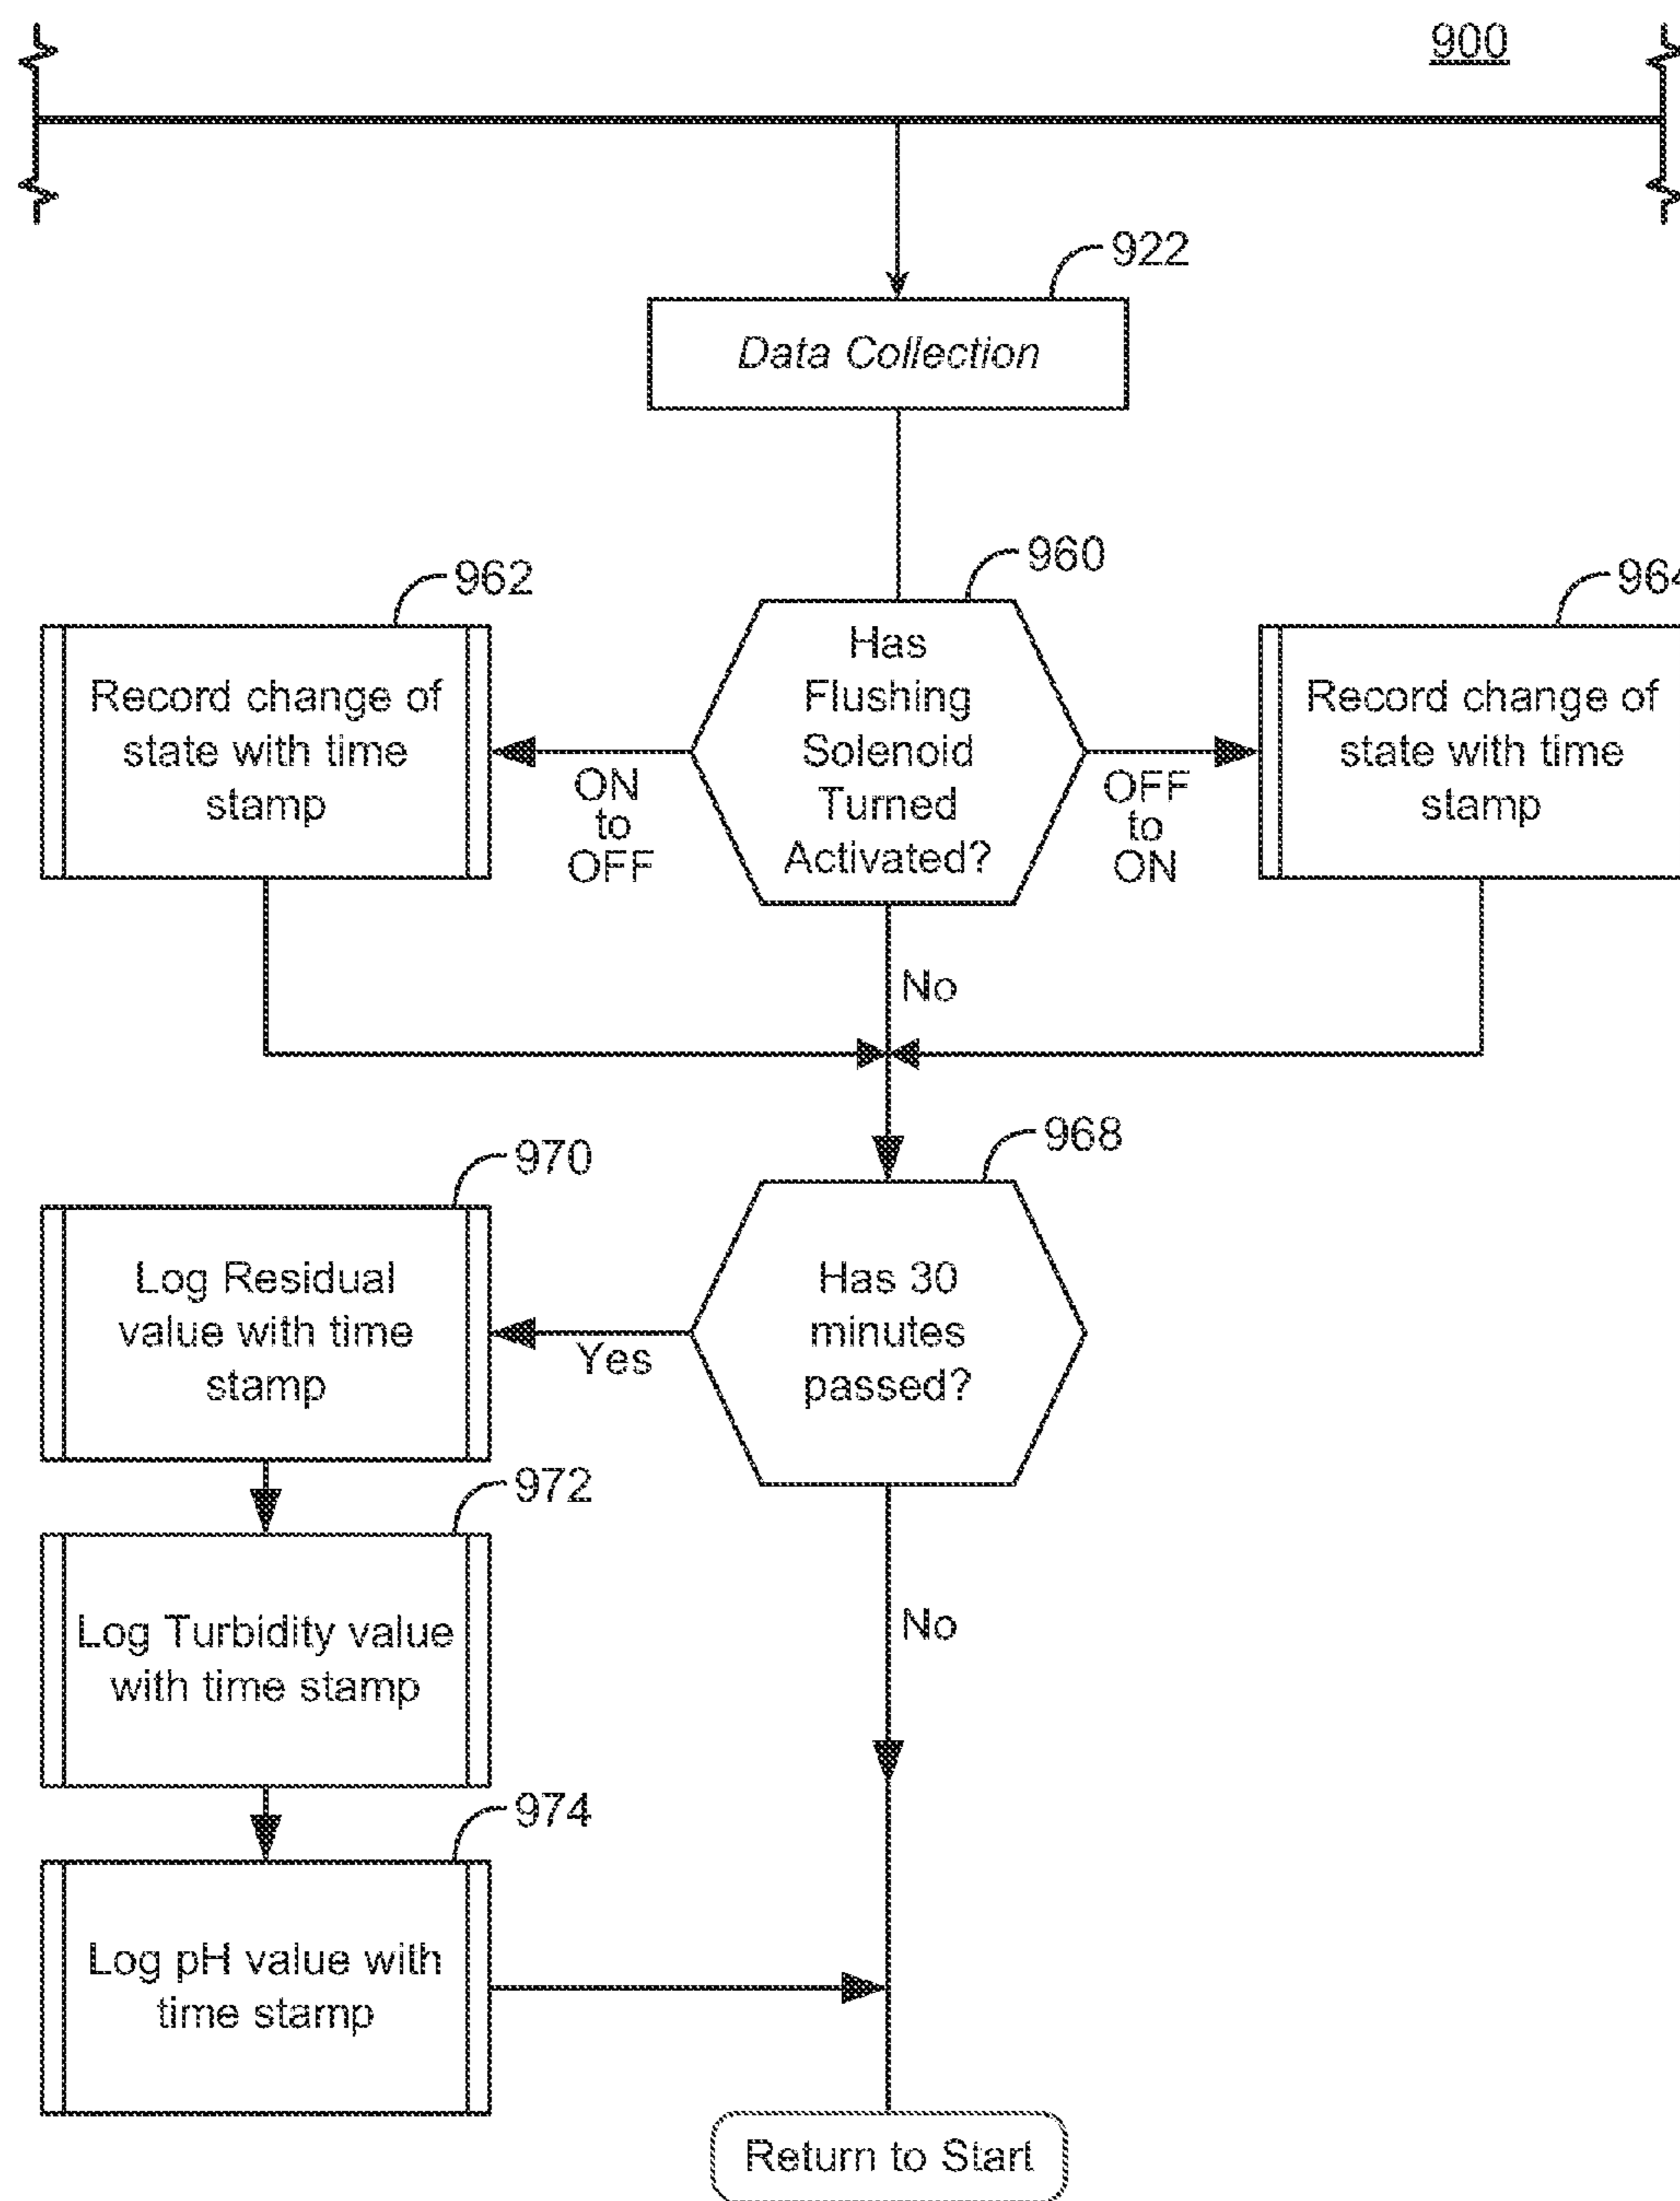 900
922
Data Collection
960
962
964
Has
Flushing
Solenoid
Turned
Activated?
Record change of
state with time
stamp
Record change of
state with time
stamp
ON
to
OFF
OFF
to
ON
No
968
970
Has 30
minutes
passed?
Log Residual
value with time
stamp
Yes
972
Log Turbidity value
with time stamp
No
974
Log pH value with
time stamp
Return to Start